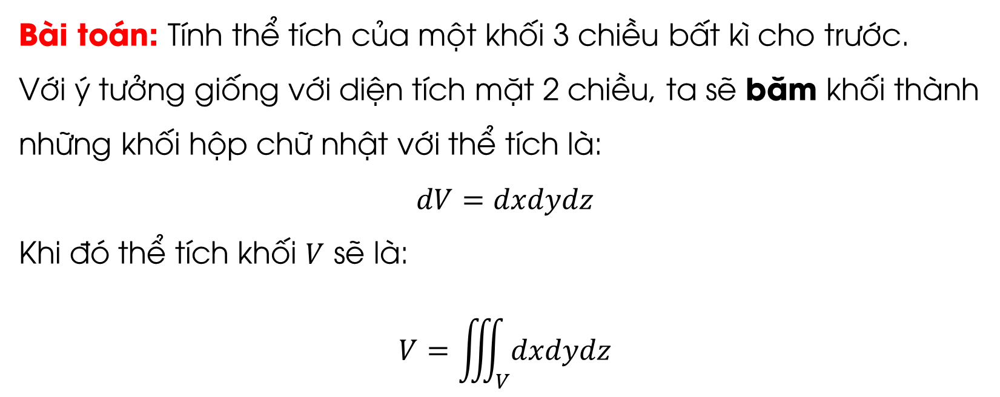 Bài toán: Tính thể tích của một khối 3 chiều bất kì cho trước.
Với ý tưởng giống với diện tích mặt 2 chiều, ta sẽ băm khối thành
những khối hộp chữ nhật với thể tích là:
dV = dxdydz
Khi đó thể tích khối V sẽ là:
V = ∭_V dxdydz